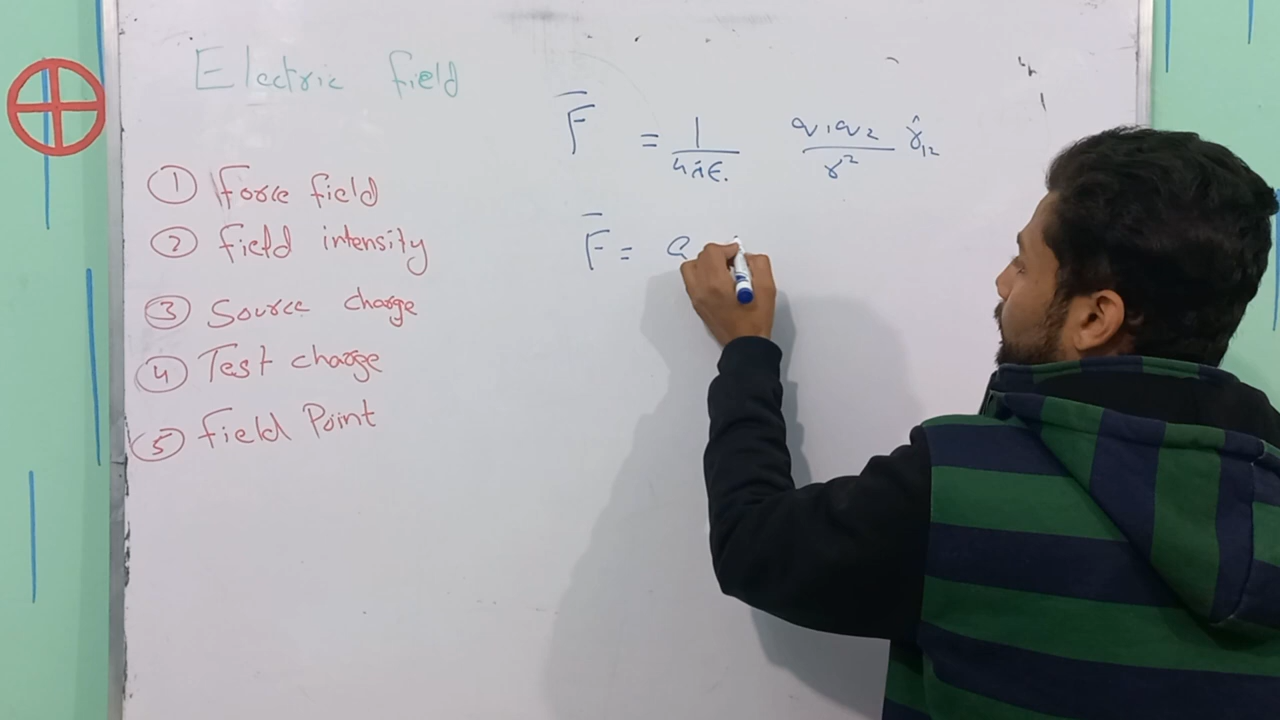 Electric field
① Force field
② field intensity
③ Source charge
④ Test charge
⑤ field Point
F̄ = 1/4πε₀ q₁q₂/r² r̂₁₂
F̄ = G